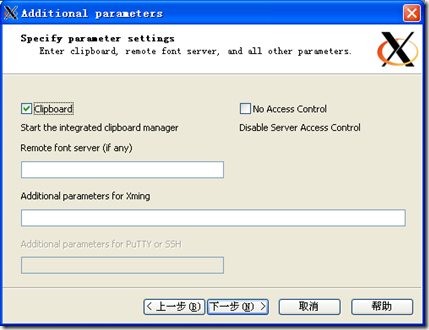 Additional parameters
Specify parameter settings
Enter clipboard, remote font server, and all other parameters.
Clipboard
No Access Control
Start the integrated clipboard manager
Disable Server Access Control
Remote font server (if any)
Additional parameters for Xming
Additional parameters for PuTTY or SSH
< 上一步(B) 下一步(N) > 取消 帮助